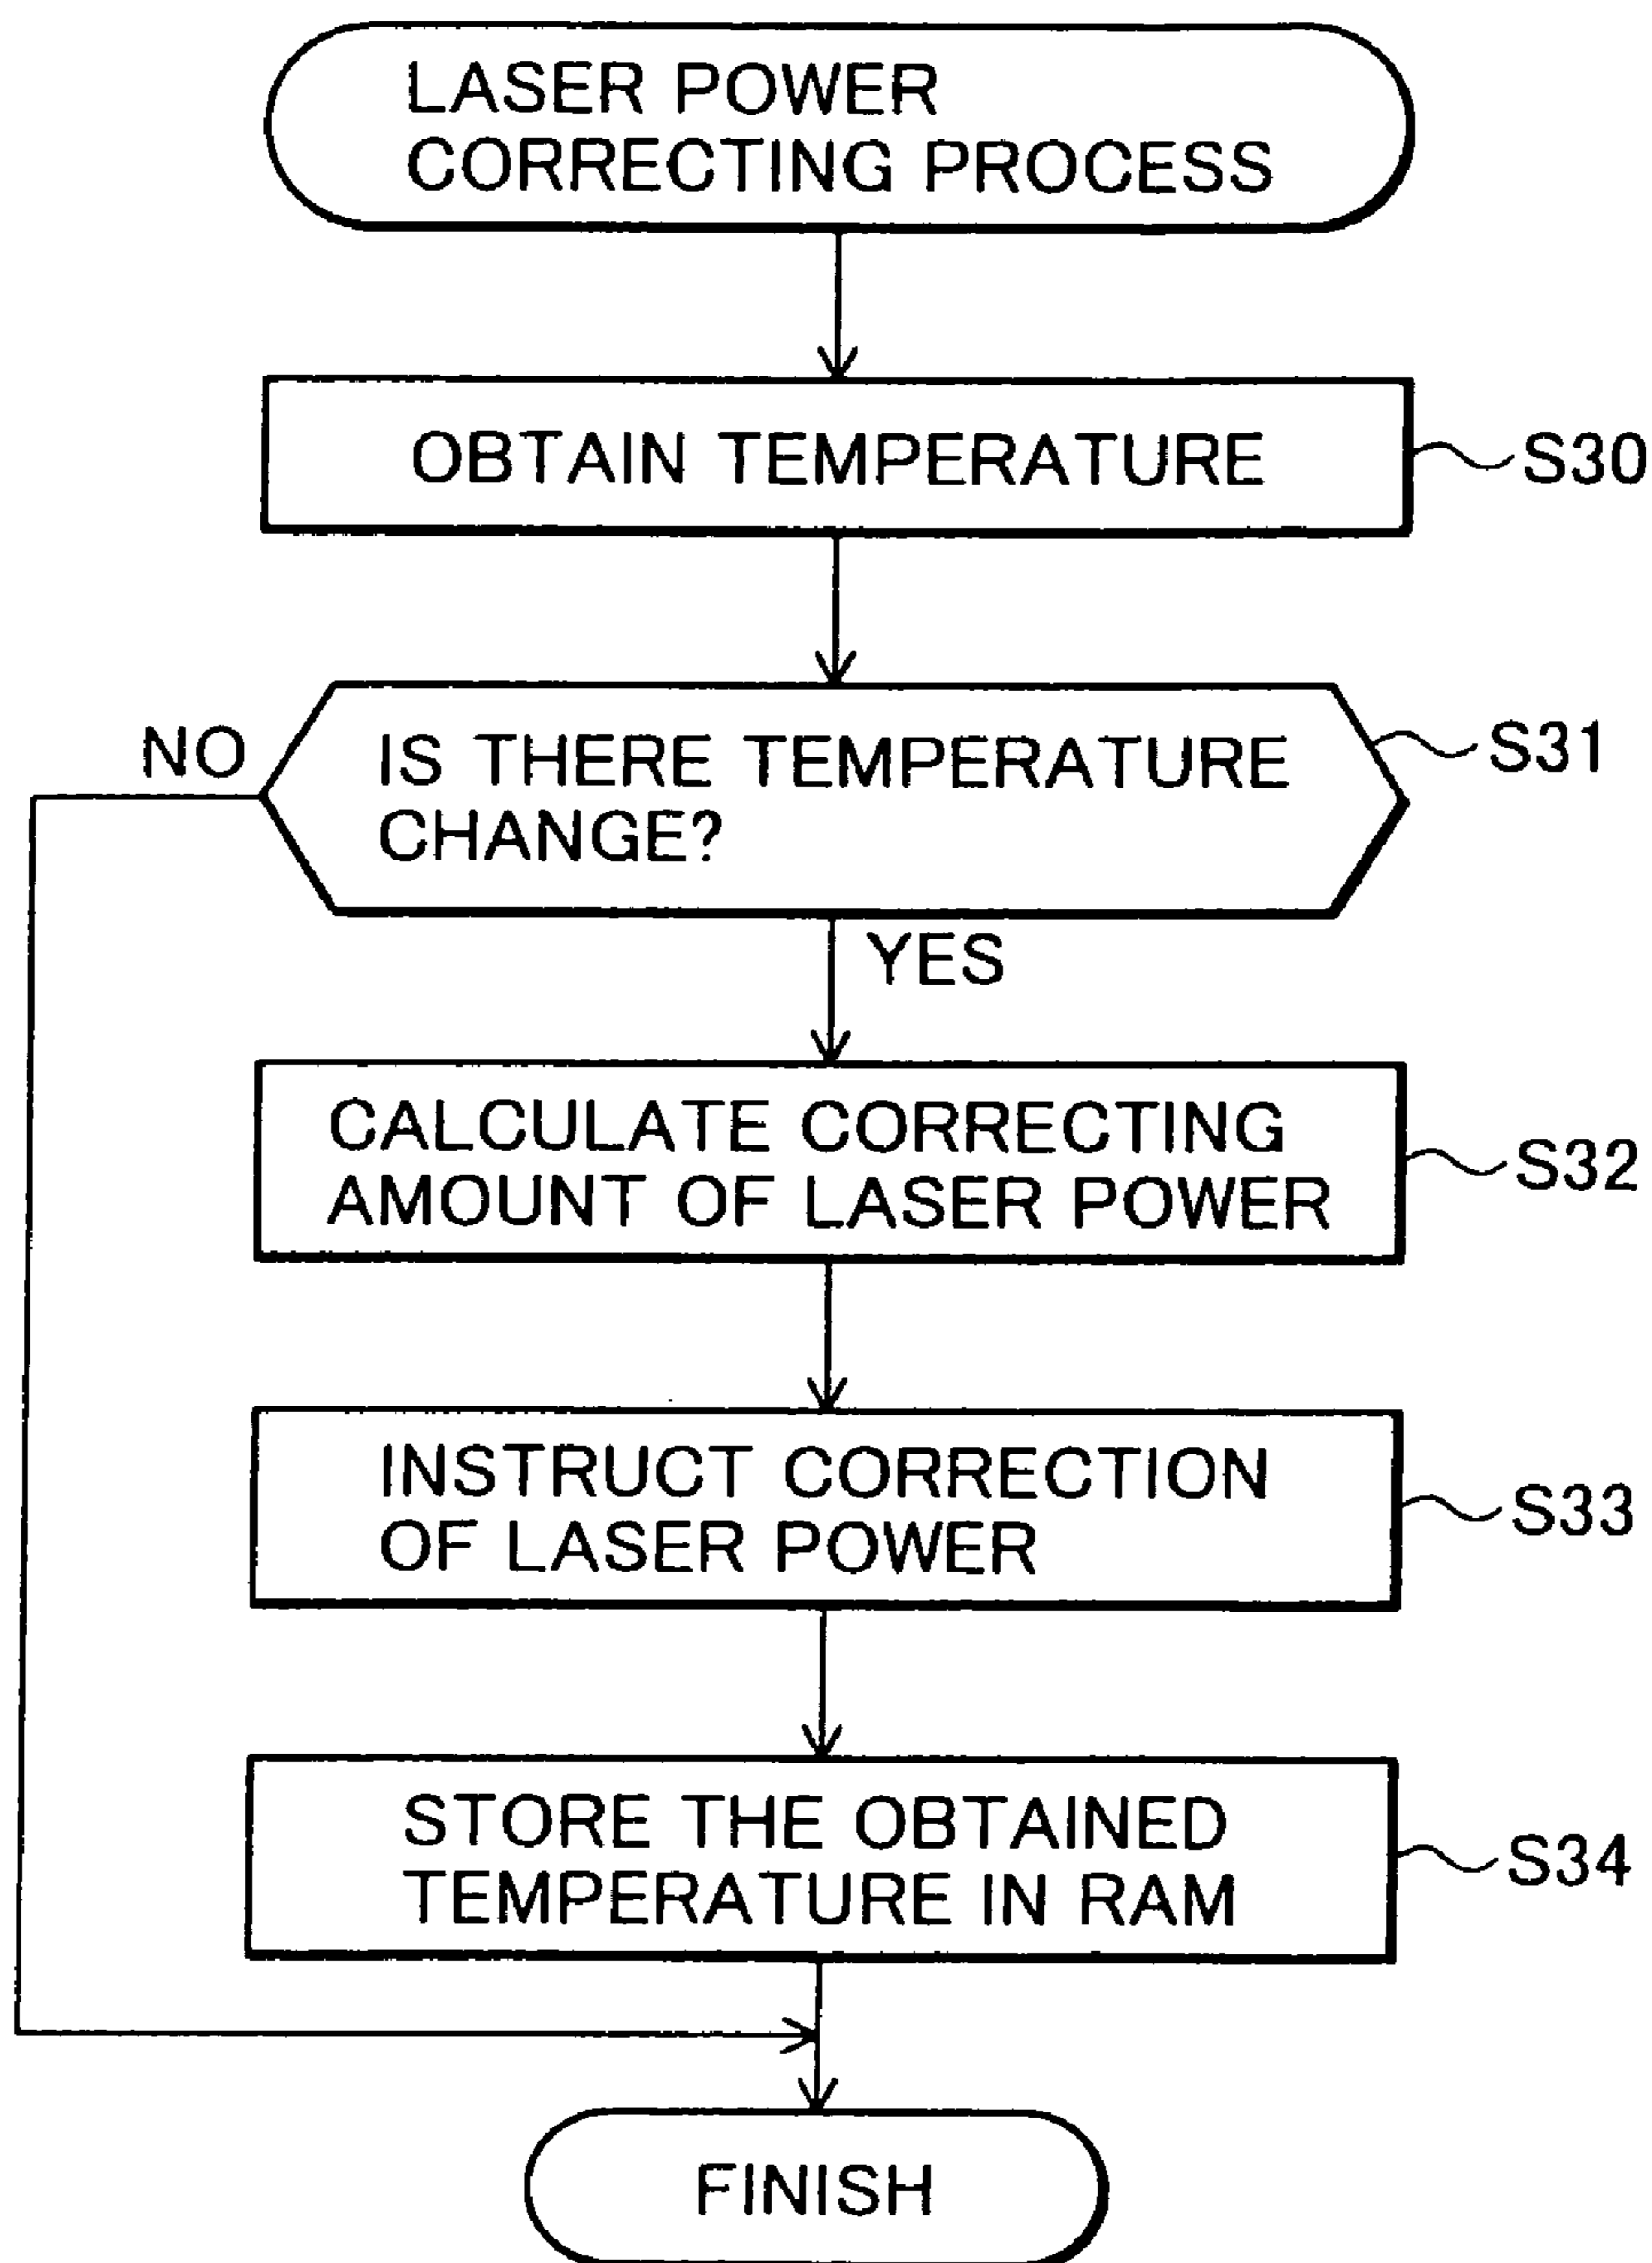 LASER POWER
CORRECTING PROCESS
OBTAIN TEMPERATURE
S30
NO
IS THERE TEMPERATURE
CHANGE?
S31
YES
CALCULATE CORRECTING
AMOUNT OF LASER POWER
S32
INSTRUCT CORRECTION
OF LASER POWER
S33
STORE THE OBTAINED
TEMPERATURE IN RAM
S34
FINISH